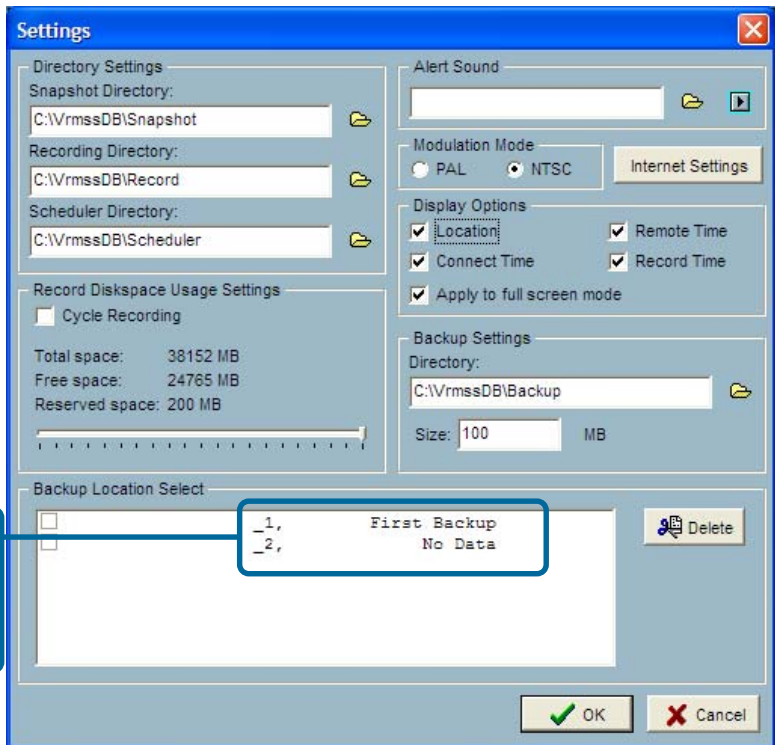 Settings
Directory Settings
Snapshot Directory:
C:\VrmssDB\Snapshot
Recording Directory:
C:\VrmssDB\Record
Scheduler Directory:
C:\VrmssDB\Scheduler
Record Diskspace Usage Settings
Cycle Recording
Total space: 38152 MB
Free space: 24765 MB
Reserved space: 200 MB
Alert Sound
Modulation Mode
PAL NTSC
Internet Settings
Display Options
Location Remote Time
Connect Time Record Time
Apply to full screen mode
Backup Settings
Directory:
C:\VrmssDB\Backup
Size: 100 MB
Backup Location Select
_1, First Backup
_2, No Data
Delete
OK Cancel